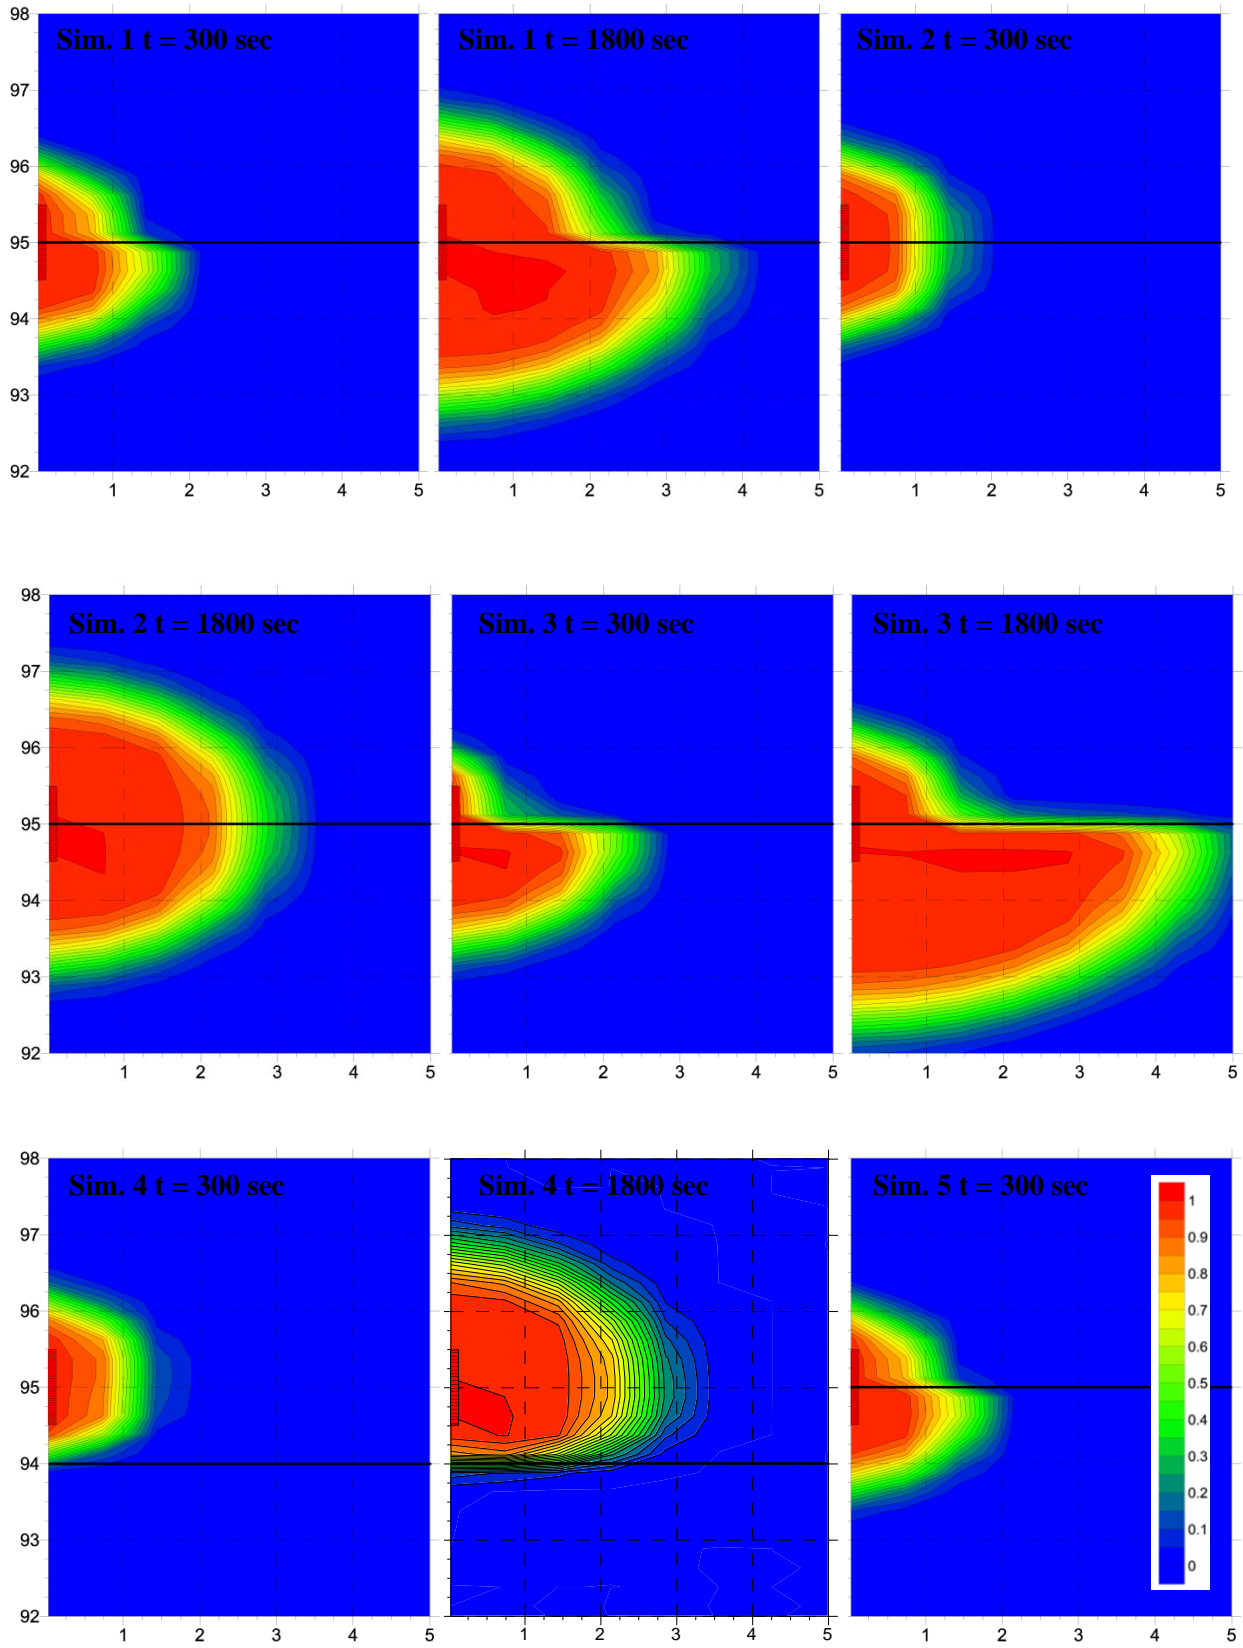 98
Sim. 1 t = 300 sec
Sim. 1 t = 1800 sec
Sim. 2 t = 300 sec
97
96
95
94
93
92
1 2 3 4 5
1 2 3 4 5
1 2 3 4 5
98
Sim. 2 t = 1800 sec
Sim. 3 t = 300 sec
Sim. 3 t = 1800 sec
97
96
95
94
93
92
1 2 3 4 5
1 2 3 4 5
1 2 3 4 5
98
Sim. 4 t = 300 sec
Sim. 4 t = 1800 sec
Sim. 5 t = 300 sec
97
96
95
94
93
92
1 2 3 4 5
1 2 3 4 5
1 2 3 4 5
1
0.9
0.8
0.7
0.6
0.5
0.4
0.3
0.2
0.1
0